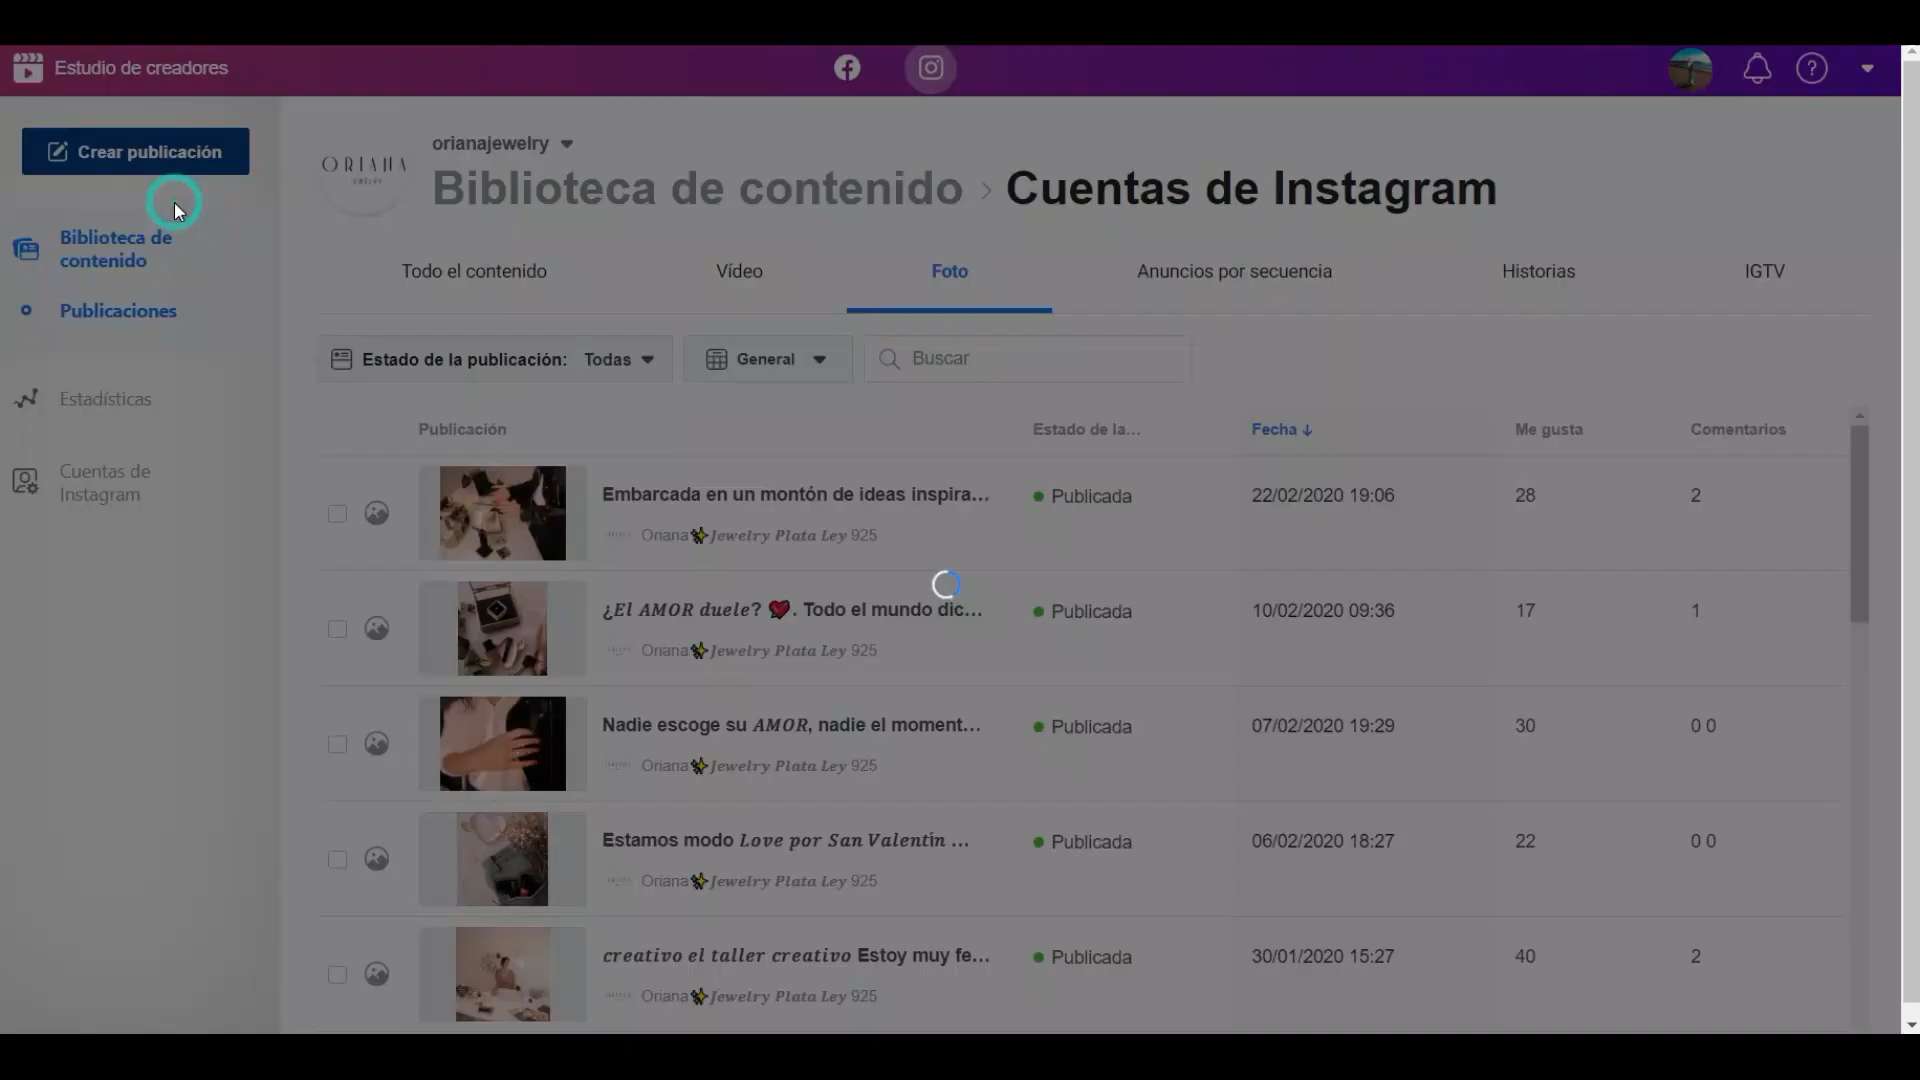 Estudio de creadores
Crear publicación
Biblioteca de
contenido
Publicaciones
Estadísticas
Cuentas de
Instagram
ORIANA
orianajewelry
Biblioteca de contenido > Cuentas de Instagram
Todo el contenido Vídeo Foto Anuncios por secuencia Historias IGTV
Estado de la publicación: Todas General Buscar
Publicación Estado de la... Fecha ↓ Me gusta Comentarios
Embarcada en un montón de ideas inspira... Publicada 22/02/2020 19:06 28 2
Oriana✨Jewelry Plata Ley 925
¿El AMOR duele? 💘. Todo el mundo dic... Publicada 10/02/2020 09:36 17 1
Oriana✨Jewelry Plata Ley 925
Nadie escoge su AMOR, nadie el moment... Publicada 07/02/2020 19:29 30 0 0
Oriana✨Jewelry Plata Ley 925
Estamos modo Love por San Valentín ... Publicada 06/02/2020 18:27 22 0 0
Oriana✨Jewelry Plata Ley 925
creativo el taller creativo Estoy muy fe... Publicada 30/01/2020 15:27 40 2
Oriana✨Jewelry Plata Ley 925